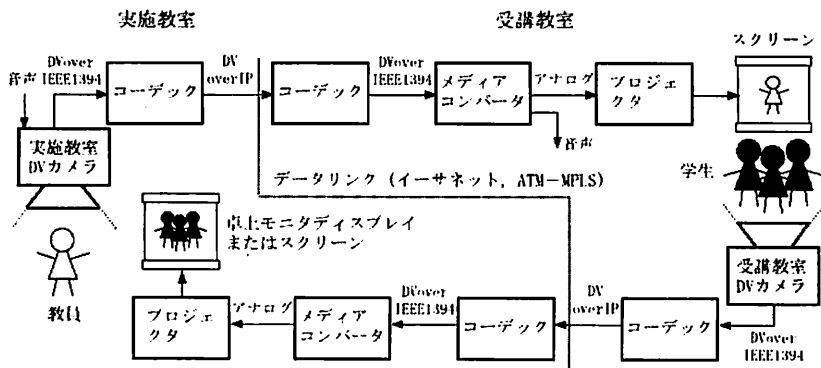 実施教室
受講教室
スクリーン
音声
DVover
IEEE1394
コーデック
DV
overIP
コーデック
DVover
IEEE1394
メディア
コンバータ
アナログ
プロジェ
クタ
音声
実施教室
DVカメラ
データリンク (イーサネット, ATM-MPLS)
学生
卓上モニタディスプレイ
またはスクリーン
教員
受講教室
DVカメラ
プロジェ
クタ
アナログ
メディア
コンバータ
DVover
IEEE1394
コーデック
DV
overIP
コーデック
DVover
IEEE1394